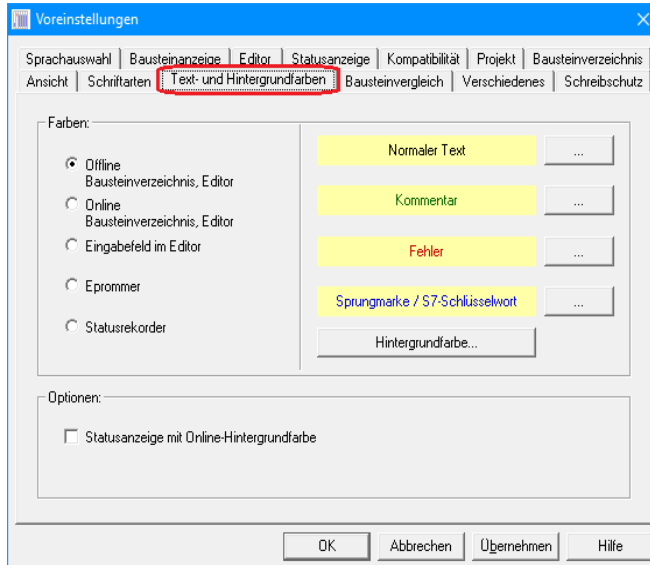 Voreinstellungen
Sprachauswahl Bausteinanzeige Editor Statusanzeige Kompatibilität Projekt Bausteinverzeichnis
Ansicht Schriftarten Text- und Hintergrundfarben Bausteinvergleich Verschiedenes Schreibschutz
Farben:
Offline
Bausteinverzeichnis, Editor
Online
Bausteinverzeichnis, Editor
Eingabefeld im Editor
Eprommer
Statusrekorder
Normaler Text ...
Kommentar ...
Fehler ...
Sprungmarke / S7-Schlüsselwort ...
Hintergrundfarbe...
Optionen:
Statusanzeige mit Online-Hintergrundfarbe
OK Abbrechen Übernehmen Hilfe